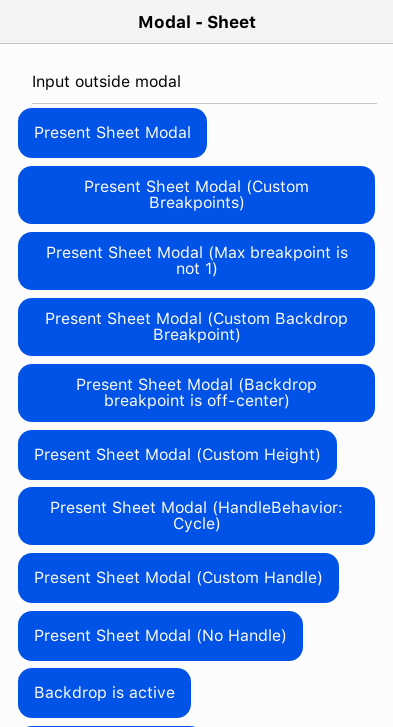 Modal - Sheet
Input outside modal
Present Sheet Modal
Present Sheet Modal (Custom
Breakpoints)
Present Sheet Modal (Max breakpoint is
not 1)
Present Sheet Modal (Custom Backdrop
Breakpoint)
Present Sheet Modal (Backdrop
breakpoint is off-center)
Present Sheet Modal (Custom Height)
Present Sheet Modal (HandleBehavior:
Cycle)
Present Sheet Modal (Custom Handle)
Present Sheet Modal (No Handle)
Backdrop is active